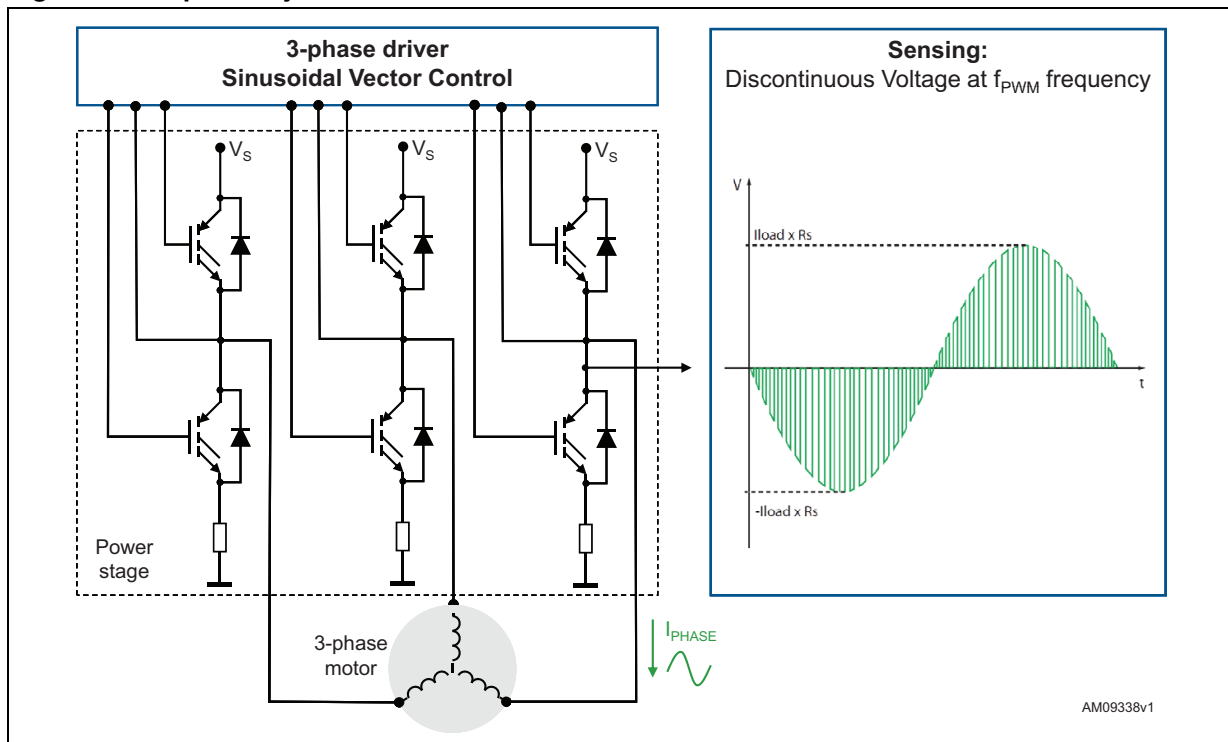 3-phase driver
Sinusoidal Vector Control
Sensing:
Discontinuous Voltage at fPWM frequency
VS
VS
VS
V
Iload x Rs
t
-Iload x Rs
Power
stage
3-phase
motor
IPHASE
AM09338v1